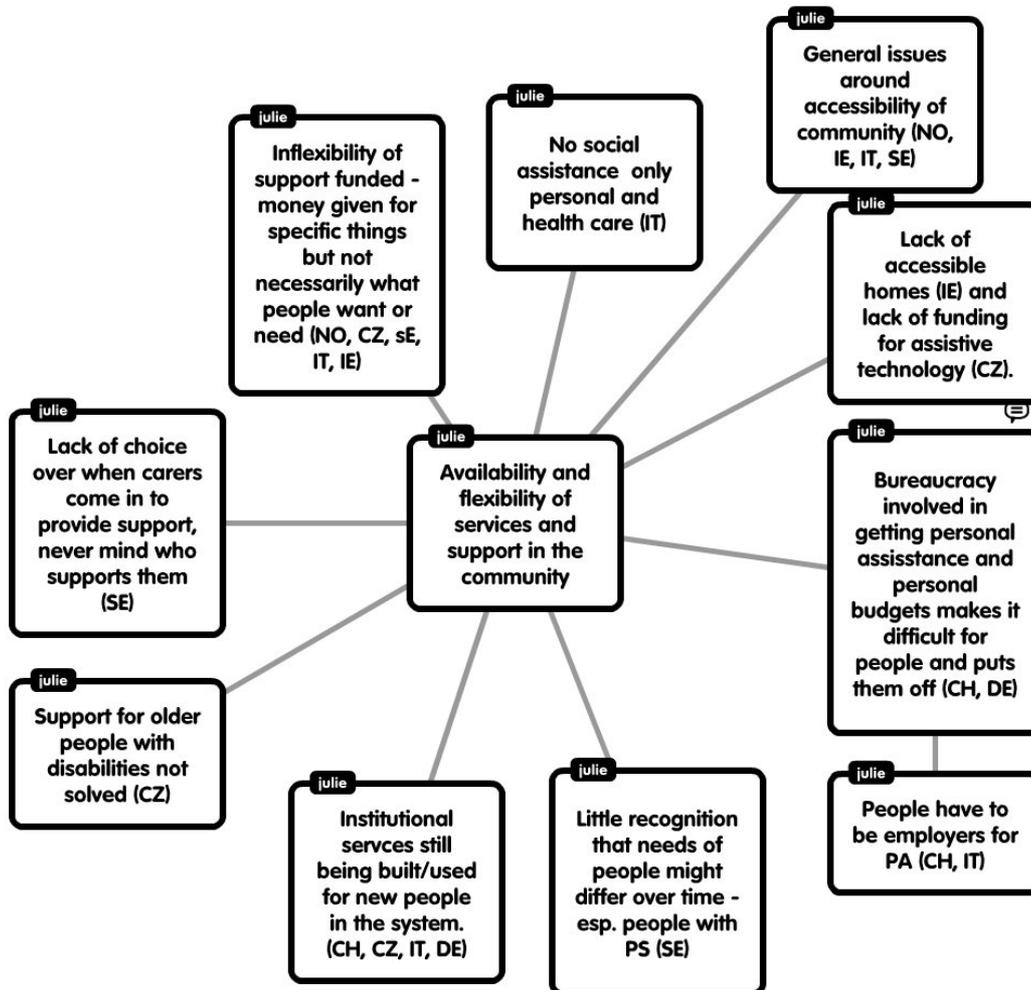 julie
General issues
around
accessibility of
community (NO,
IE, IT, SE)
julie
No social
assistance only
personal and
health care (IT)
julie
Inflexibility of
support funded -
money given for
specific things
but not
necessarily what
people want or
need (NO, CZ, sE,
IT, IE)
julie
Lack of
accessible
homes (IE) and
lack of funding
for assistive
technology (CZ).
julie
Lack of choice
over when carers
come in to
provide support,
never mind who
supports them
(SE)
julie
Availability and
flexibility of
services and
support in the
community
julie
Bureaucracy
involved in
getting personal
assisstance and
personal
budgets makes it
difficult for
people and puts
them off (CH, DE)
julie
Support for older
people with
disabilities not
solved (CZ)
julie
Institutional
servces still
being built/used
for new people
in the system.
(CH, CZ, IT, DE)
julie
Little recognition
that needs of
people might
differ over time -
esp. people with
PS (SE)
julie
People have to
be employers for
PA (CH, IT)